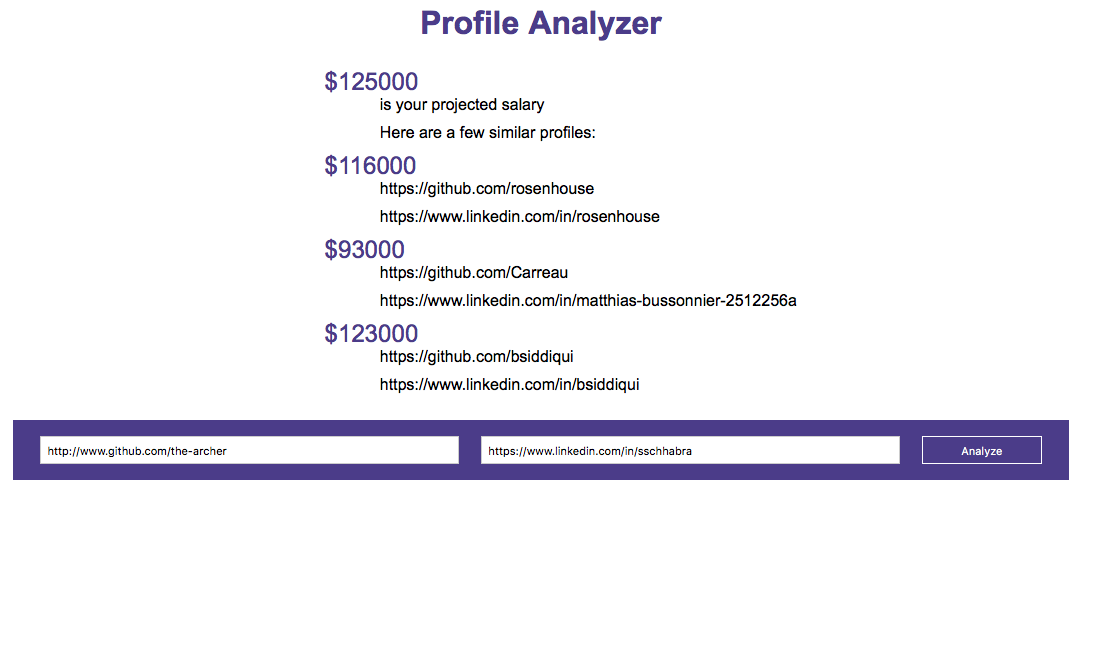 Profile Analyzer
$125000
is your projected salary
Here are a few similar profiles:
$116000
https://github.com/rosenhouse
https://www.linkedin.com/in/rosenhouse
$93000
https://github.com/Carreau
https://www.linkedin.com/in/matthias-bussonnier-2512256a
$123000
https://github.com/bsiddiqui
https://www.linkedin.com/in/bsiddiqui
http://www.github.com/the-archer https://www.linkedin.com/in/sschhabra Analyze